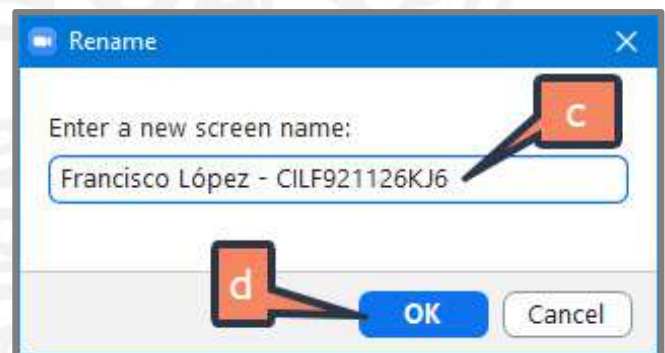 Rename
Enter a new screen name:
c
Francisco López - CILF921126KJ6
d
OK Cancel